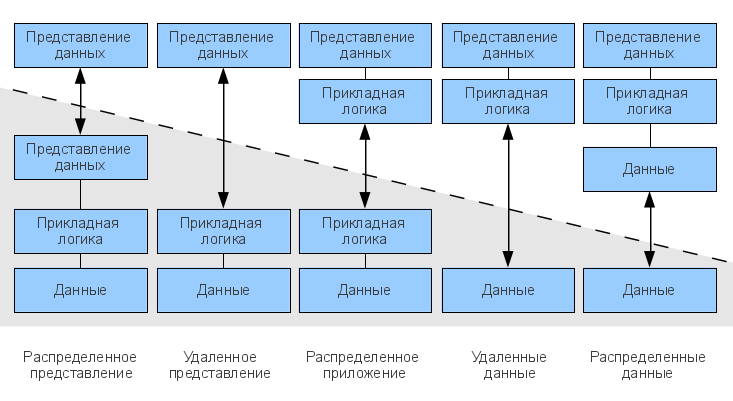 Представление
данных
Представление
данных
Представление
данных
Представление
данных
Представление
данных
Прикладная
логика
Прикладная
логика
Прикладная
логика
Представление
данных
Данные
Прикладная
логика
Прикладная
логика
Прикладная
логика
Данные
Данные
Данные
Данные
Данные
Распределенное
представление
Удаленное
представление
Распределенное
приложение
Удаленные
данные
Распределенные
данные